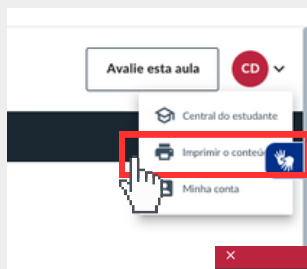 Avalie esta aula
CD
Central do estudante
Imprimir o conteú
Minha conta
×